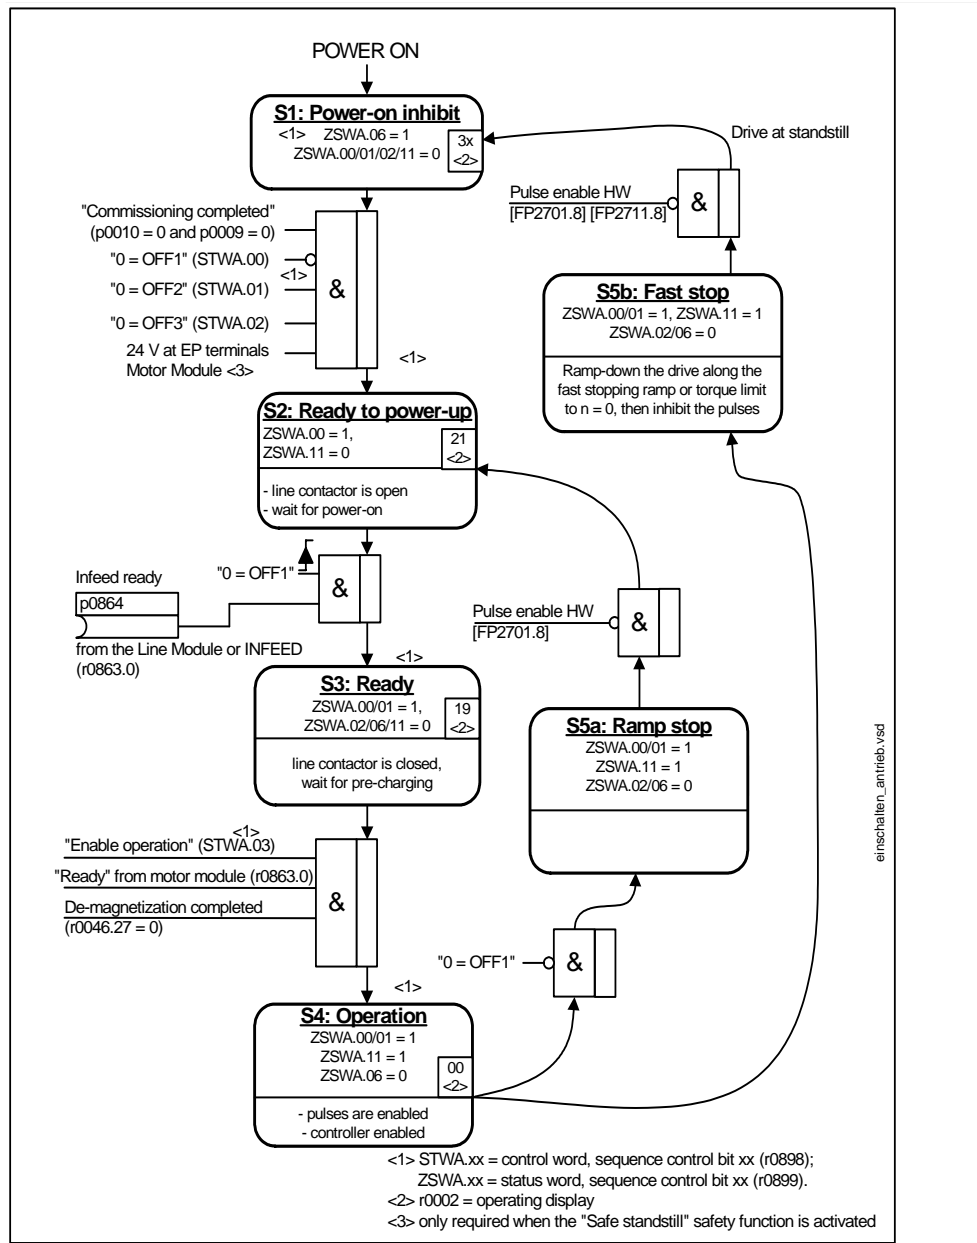 POWER ON
S1: Power-on inhibit
<1> ZSWA.06 = 1
ZSWA.00/01/02/11 = 0
3x
<2>
Drive at standstill
Pulse enable HW
[FP2701.8] [FP2711.8]
&
"Commissioning completed"
(p0010 = 0 and p0009 = 0)
"0 = OFF1" (STWA.00)
<1>
"0 = OFF2" (STWA.01)
"0 = OFF3" (STWA.02)
24 V at EP terminals
Motor Module <3>
&
<1>
S5b: Fast stop
ZSWA.00/01 = 1, ZSWA.11 = 1
ZSWA.02/06 = 0
Ramp-down the drive along the
fast stopping ramp or torque limit
to n = 0, then inhibit the pulses
S2: Ready to power-up
ZSWA.00 = 1,
ZSWA.11 = 0
21
<2>
- line contactor is open
- wait for power-on
"0 = OFF1"
&
Infeed ready
p0864
from the Line Module or INFEED
(r0863.0)
<1>
Pulse enable HW
[FP2701.8]
&
S3: Ready
ZSWA.00/01 = 1,
ZSWA.02/06/11 = 0
19
<2>
line contactor is closed,
wait for pre-charging
S5a: Ramp stop
ZSWA.00/01 = 1
ZSWA.11 = 1
ZSWA.02/06 = 0
einschalten_antrieb.vsd
<1>
"Enable operation" (STWA.03)
"Ready" from motor module (r0863.0)
De-magnetization completed
(r0046.27 = 0)
&
"0 = OFF1"
&
<1>
S4: Operation
ZSWA.00/01 = 1
ZSWA.11 = 1
ZSWA.06 = 0
00
<2>
- pulses are enabled
- controller enabled
<1> STWA.xx = control word, sequence control bit xx (r0898);
ZSWA.xx = status word, sequence control bit xx (r0899).
<2> r0002 = operating display
<3> only required when the "Safe standstill" safety function is activated